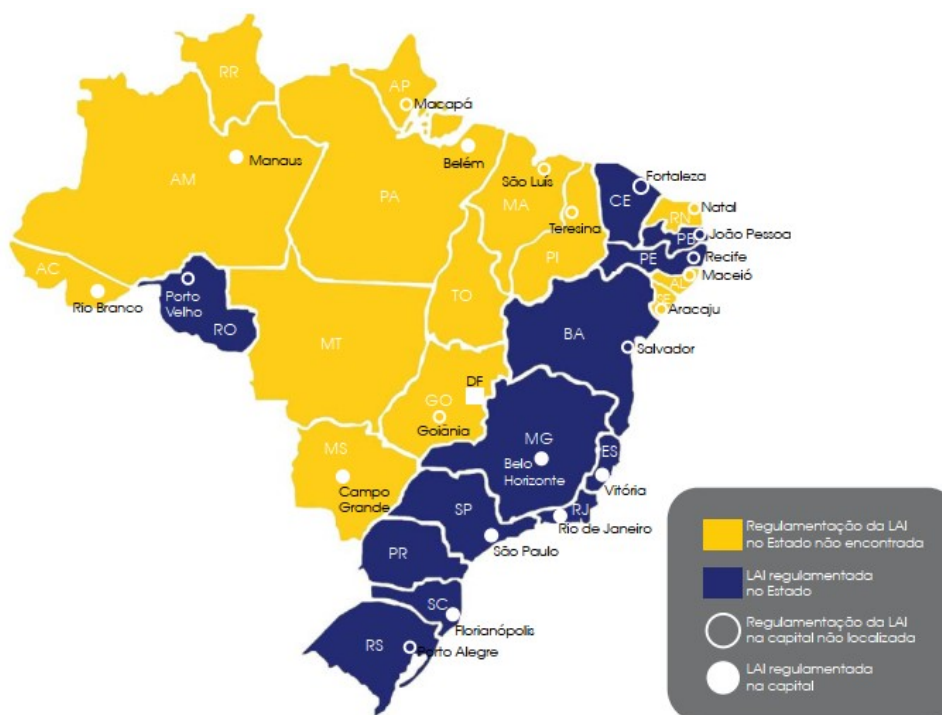 RR
AP
Macapá
Manaus
Belém
São Luís
Fortaleza
AM
PA
MA
CE
Teresina
Natal
RN
João Pessoa
PB
PI
PE
Recife
Maceió
AL
SE
Aracaju
AC
Rio Branco
Porto
Velho
RO
TO
BA
Salvador
MT
DF
GO
Goiânia
MG
Belo
Horizonte
ES
Vitória
MS
Campo
Grande
SP
RJ
Rio de Janeiro
São Paulo
PR
SC
Florianópolis
RS
Porto Alegre
Regulamentação da LAI
no Estado não encontrada
LAI regulamentada
no Estado
Regulamentação da LAI
na capital não localizada
LAI regulamentada
na capital